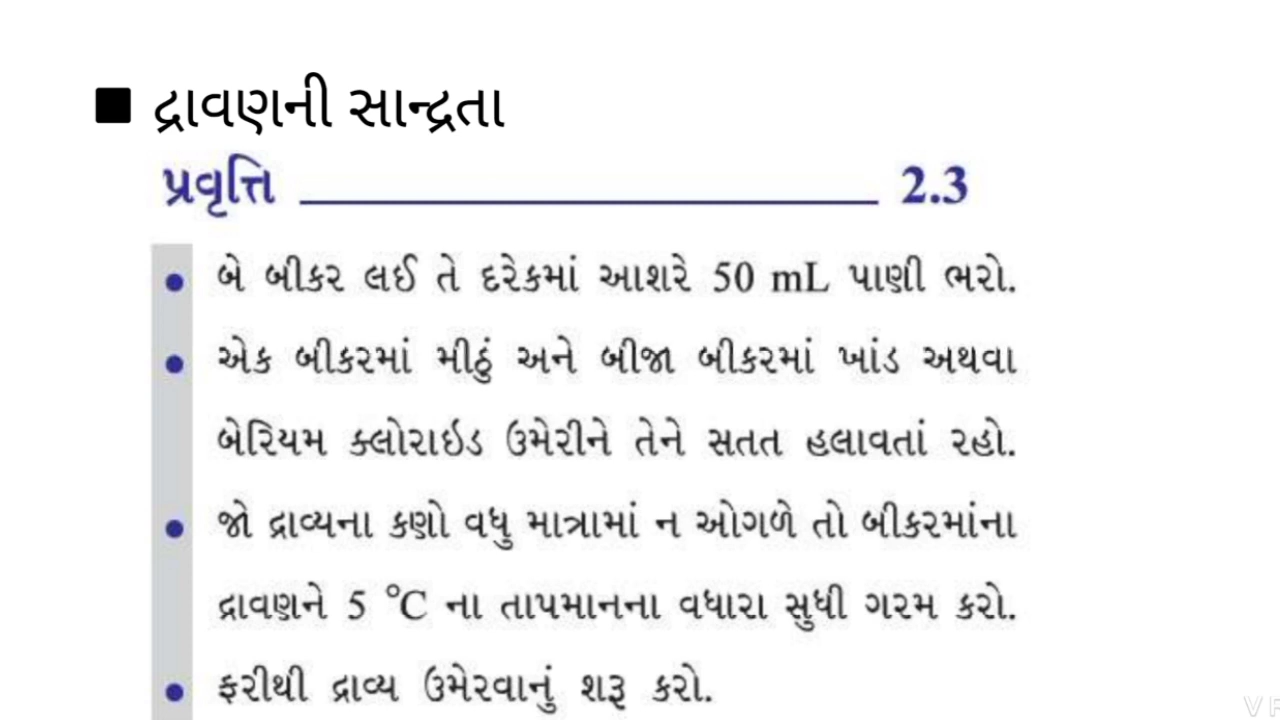 ■ દ્રાવણની સાન્દ્રતા
પ્રવૃત્તિ 2.3
• બે બીકર લઈ તે દરેકમાં આશરે 50 mL પાણી ભરો.
• એક બીકરમાં મીઠું અને બીજા બીકરમાં ખાંડ અથવા
બેરિયમ ક્લોરાઇડ ઉમેરીને તેને સતત હલાવતાં રહો.
• જો દ્રાવ્યના કણો વધુ માત્રામાં ન ઓગળે તો બીકરમાંના
દ્રાવણને 5 °C ના તાપમાનના વધારા સુધી ગરમ કરો.
• ફરીથી દ્રાવ્ય ઉમેરવાનું શરૂ કરો.